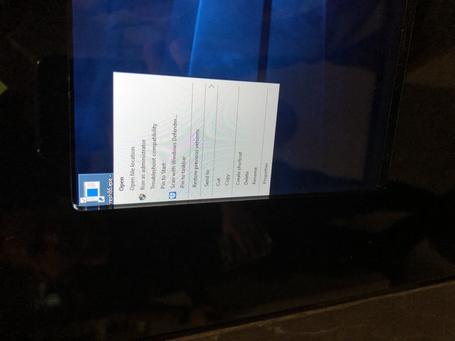 Open
Open file location
Run as administrator
Troubleshoot compatibility
Pin to Start
Scan with Windows Defender...
Pin to taskbar
Restore previous versions
Send to
Cut
Copy
Create shortcut
Delete
Rename
Properties